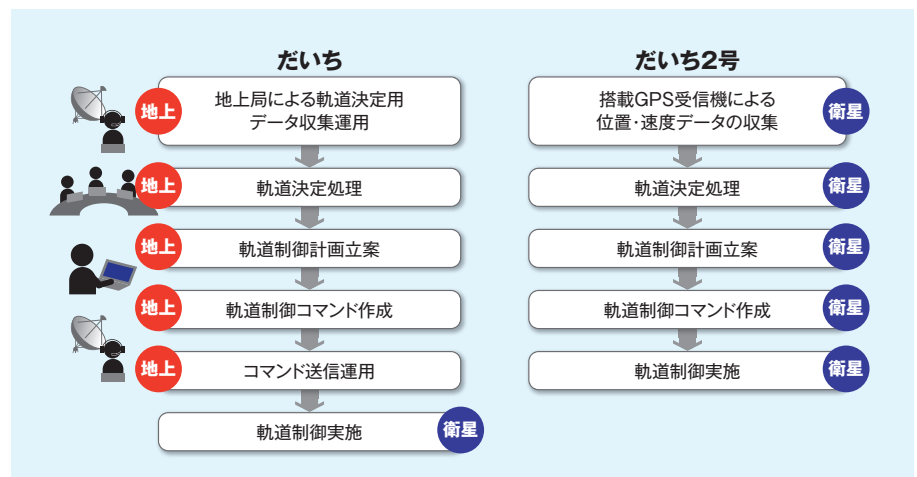 だいち
地上
地上局による軌道決定用
データ収集運用
地上
軌道決定処理
地上
軌道制御計画立案
地上
軌道制御コマンド作成
地上
コマンド送信運用
軌道制御実施
衛星
だいち2号
搭載GPS受信機による
位置・速度データの収集
衛星
軌道決定処理
衛星
軌道制御計画立案
衛星
軌道制御コマンド作成
衛星
軌道制御実施
衛星